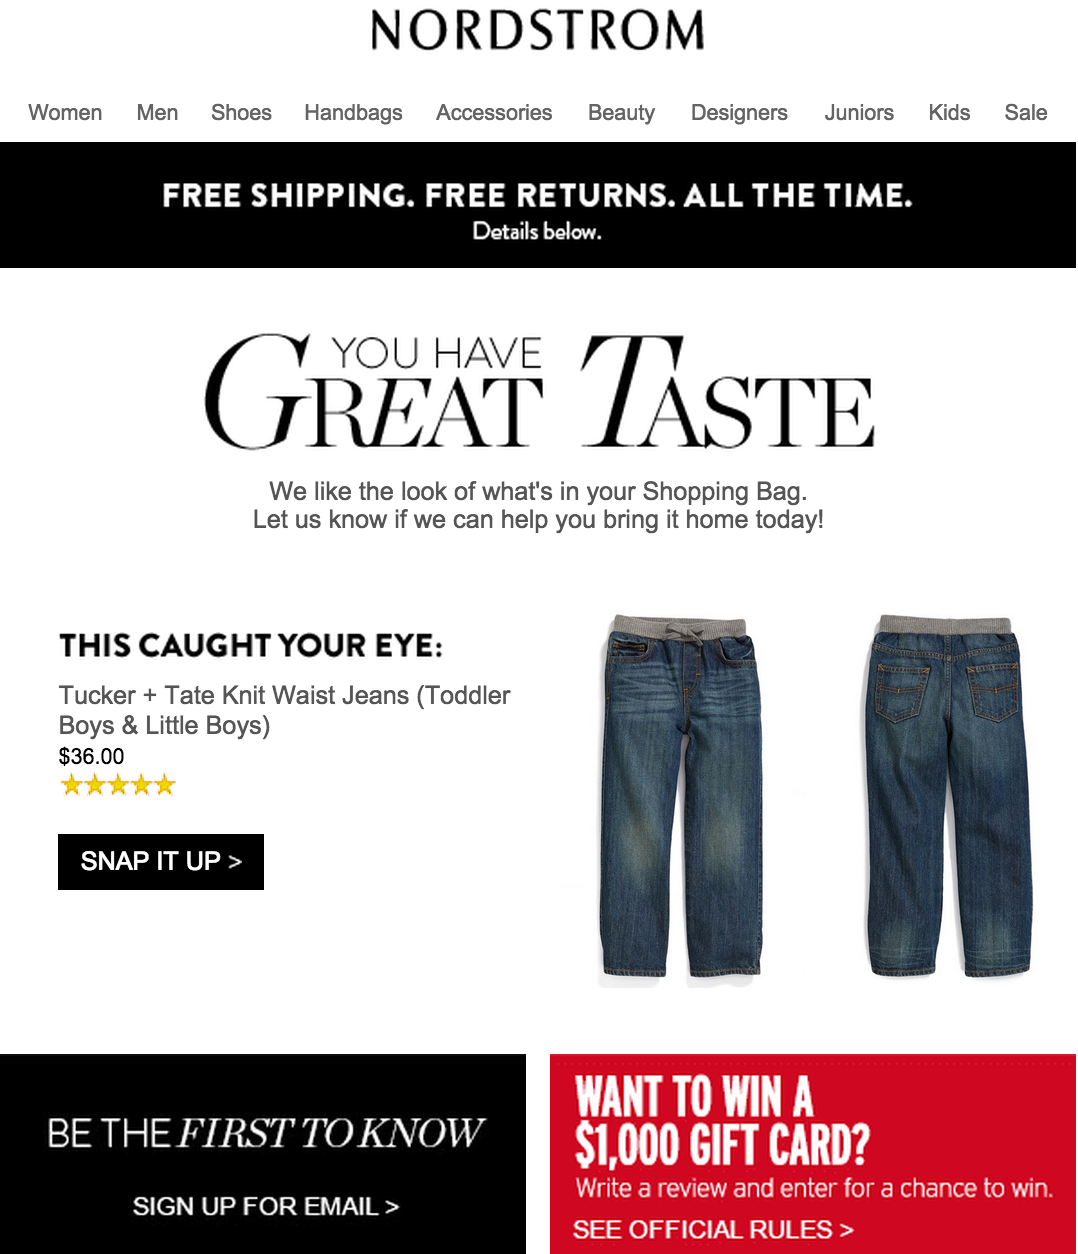 NORDSTROM
Women Men Shoes Handbags Accessories Beauty Designers Juniors Kids Sale
FREE SHIPPING. FREE RETURNS. ALL THE TIME.
Details below.
YOU HAVE
GREAT TASTE
We like the look of what's in your Shopping Bag.
Let us know if we can help you bring it home today!
THIS CAUGHT YOUR EYE:
Tucker + Tate Knit Waist Jeans (Toddler
Boys & Little Boys)
$36.00
SNAP IT UP >
BE THE FIRST TO KNOW
SIGN UP FOR EMAIL >
WANT TO WIN A
$1,000 GIFT CARD?
Write a review and enter for a chance to win.
SEE OFFICIAL RULES >